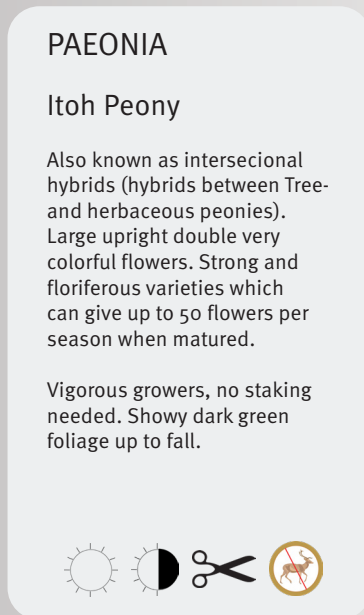 PAEONIA
Itoh Peony
Also known as intersecional
hybrids (hybrids between Tree-
and herbaceous peonies).
Large upright double very
colorful flowers. Strong and
floriferous varieties which
can give up to 50 flowers per
season when matured.
Vigorous growers, no staking
needed. Showy dark green
foliage up to fall.